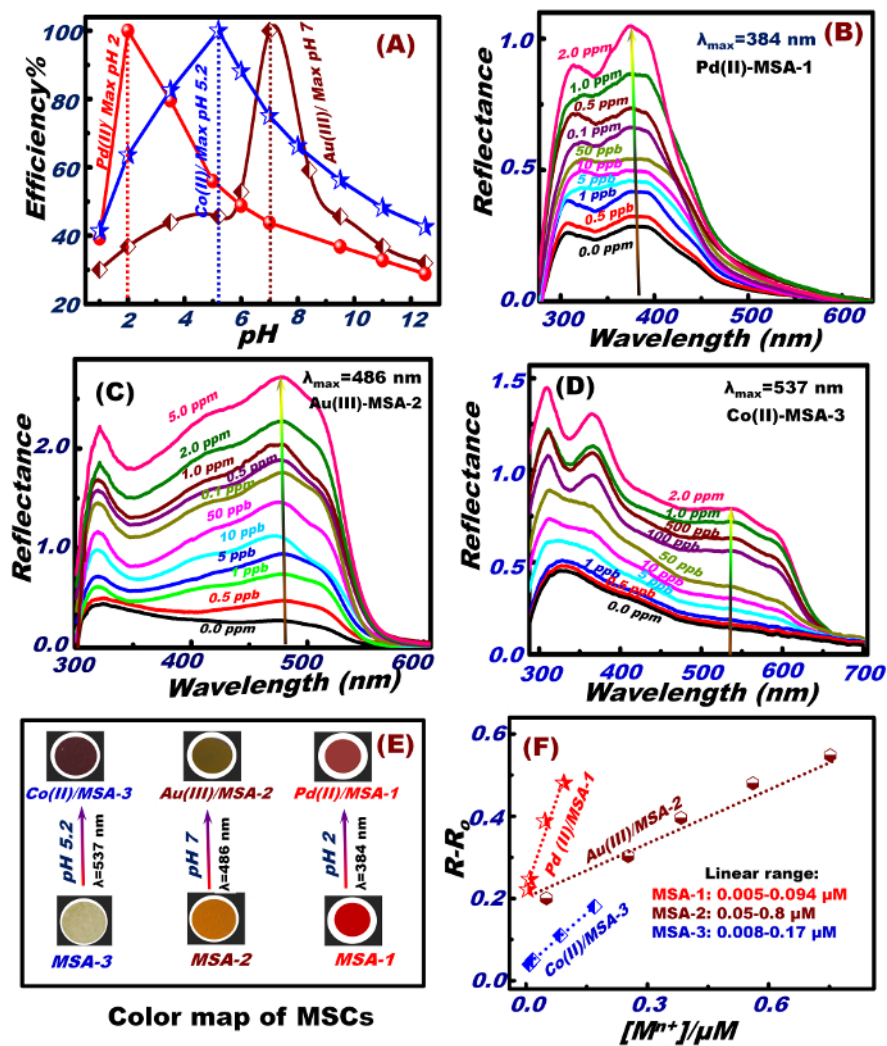 (A)
Efficiency%
100
80
60
40
20
Pd(II)/ Max pH 2
Co(II)/ Max pH 5.2
Au(III)/ Max pH 7
2 4 6 8 10 12
pH
(B)
λmax=384 nm
Pd(II)-MSA-1
Reflectance
1.0
0.5
0.0
2.0 ppm
1.0 ppm
0.5 ppm
0.1 ppm
50 ppb
10 ppb
5 ppb
1 ppb
0.5 ppb
0.0 ppm
300 400 500 600
Wavelength (nm)
(C)
λmax=486 nm
Au(III)-MSA-2
Reflectance
2.0
1.0
0.0
5.0 ppm
2.0 ppm
1.0 ppm
0.5 ppm
0.1 ppm
50 ppb
10 ppb
5 ppb
1 ppb
0.5 ppb
0.0 ppm
300 400 500 600
Wavelength (nm)
(D)
λmax=537 nm
Co(II)-MSA-3
Reflectance
1.5
1.0
0.5
0.0
2.0 ppm
1.0 ppm
500 ppb
100 ppb
50 ppb
10 ppb
5 ppb
1 ppb
0.5 ppb
0.0 ppm
300 400 500 600 700
Wavelength (nm)
(E)
Co(II)/MSA-3 Au(III)/MSA-2 Pd(II)/MSA-1
pH 5.2
λ=537 nm
pH 7
λ=486 nm
pH 2
λ=384 nm
MSA-3 MSA-2 MSA-1
Color map of MSCs
(F)
R-Ro
0.6
0.4
0.2
0.0
Pd (II)/MSA-1
Au(III)/MSA-2
Co(II)/MSA-3
Linear range:
MSA-1: 0.005-0.094 µM
MSA-2: 0.05-0.8 µM
MSA-3: 0.008-0.17 µM
0.0 0.3 0.6
[Mn+]/µM